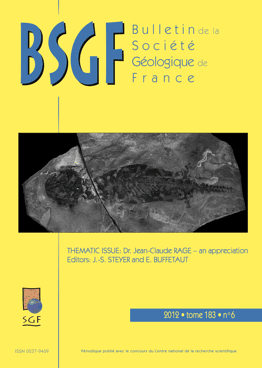 BSGF
Bulletin de la
Société
Géologique de
France
THEMATIC ISSUE: Dr. Jean-Claude RAGE – an appreciation
Editors: J.-S. STEYER and E. BUFFETAUT
2012 • tome 183 • n°6
SGF
ISSN 0037-9409
Périodique publié avec le concours du Centre national de la recherche scientifique